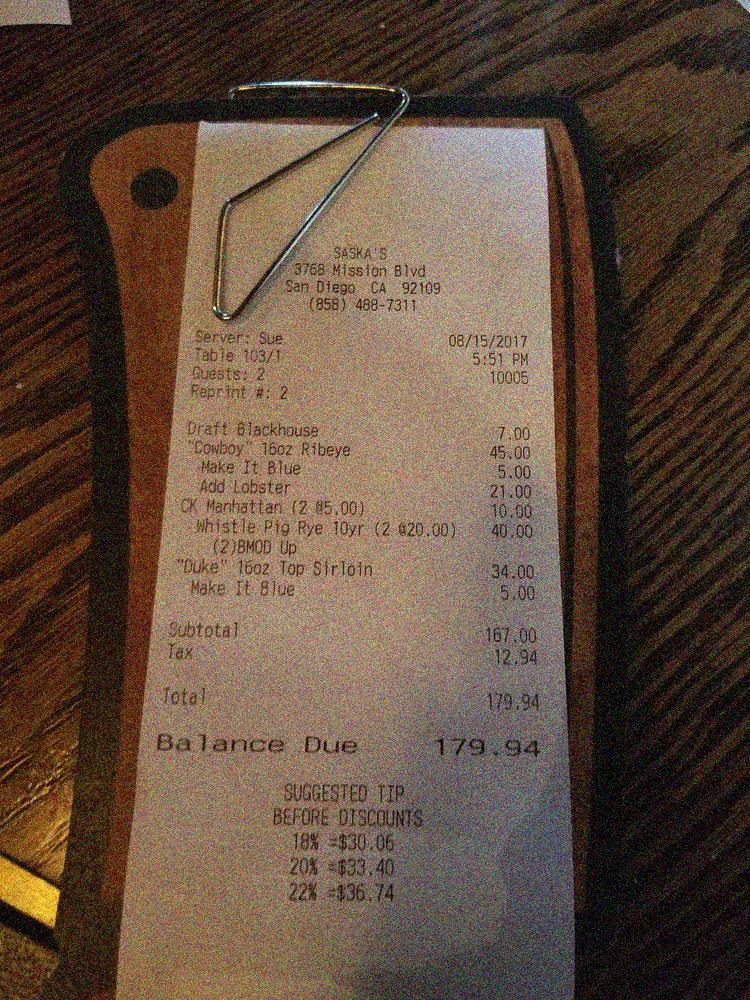 SASKA'S
3768 Mission Blvd
San Diego CA 92109
(858) 488-7311
Server: Sue 08/15/2017
Table 103/1 5:51 PM
Guests: 2 10005
Reprint #: 2
Draft Blackhouse 7.00
"Cowboy" 16oz Ribeye 45.00
Make It Blue 5.00
Add Lobster 21.00
CK Manhattan (2 @5.00) 10.00
Whistle Pig Rye 10yr (2 @20.00) 40.00
(2)BMOD Up
"Duke" 16oz Top Sirloin 34.00
Make It Blue 5.00
Subtotal 167.00
Tax 12.94
Total 179.94
Balance Due 179.94
SUGGESTED TIP
BEFORE DISCOUNTS
18% =$30.06
20% =$33.40
22% =$36.74